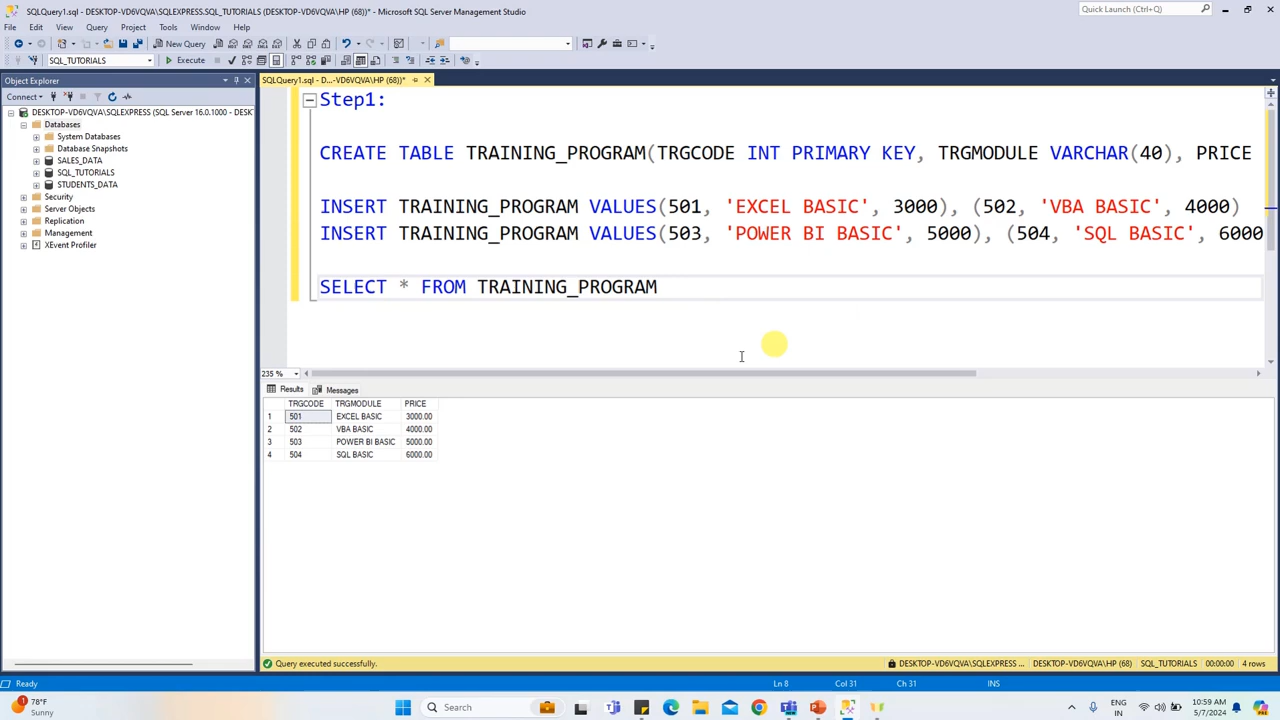 SQLQuery1.sql - DESKTOP-VD6VQVA\SQLEXPRESS.SQL_TUTORIALS (DESKTOP-VD6VQVA\HP (68))* - Microsoft SQL Server Management Studio
Quick Launch (Ctrl+Q)
File Edit View Query Project Tools Window Help
New Query
SQL_TUTORIALS Execute
Object Explorer
SQLQuery1.sql - D...-VD6VQVA\HP (68))*
Connect
DESKTOP-VD6VQVA\SQLEXPRESS (SQL Server 16.0.1000 - DESKT
Databases
System Databases
Database Snapshots
SALES_DATA
SQL_TUTORIALS
STUDENTS_DATA
Security
Server Objects
Replication
Management
XEvent Profiler
Step1:
CREATE TABLE TRAINING_PROGRAM(TRGCODE INT PRIMARY KEY, TRGMODULE VARCHAR(40), PRICE
INSERT TRAINING_PROGRAM VALUES(501, 'EXCEL BASIC', 3000), (502, 'VBA BASIC', 4000)
INSERT TRAINING_PROGRAM VALUES(503, 'POWER BI BASIC', 5000), (504, 'SQL BASIC', 6000
SELECT * FROM TRAINING_PROGRAM
235 %
Results Messages
TRGCODE TRGMODULE PRICE
1 501 EXCEL BASIC 3000.00
2 502 VBA BASIC 4000.00
3 503 POWER BI BASIC 5000.00
4 504 SQL BASIC 6000.00
Query executed successfully.
DESKTOP-VD6VQVA\SQLEXPRESS ... DESKTOP-VD6VQVA\HP (68) SQL_TUTORIALS 00:00:00 4 rows
Ready Ln 8 Col 31 Ch 31 INS
78°F
Sunny
Search
ENG
IN
10:59 AM
5/7/2024